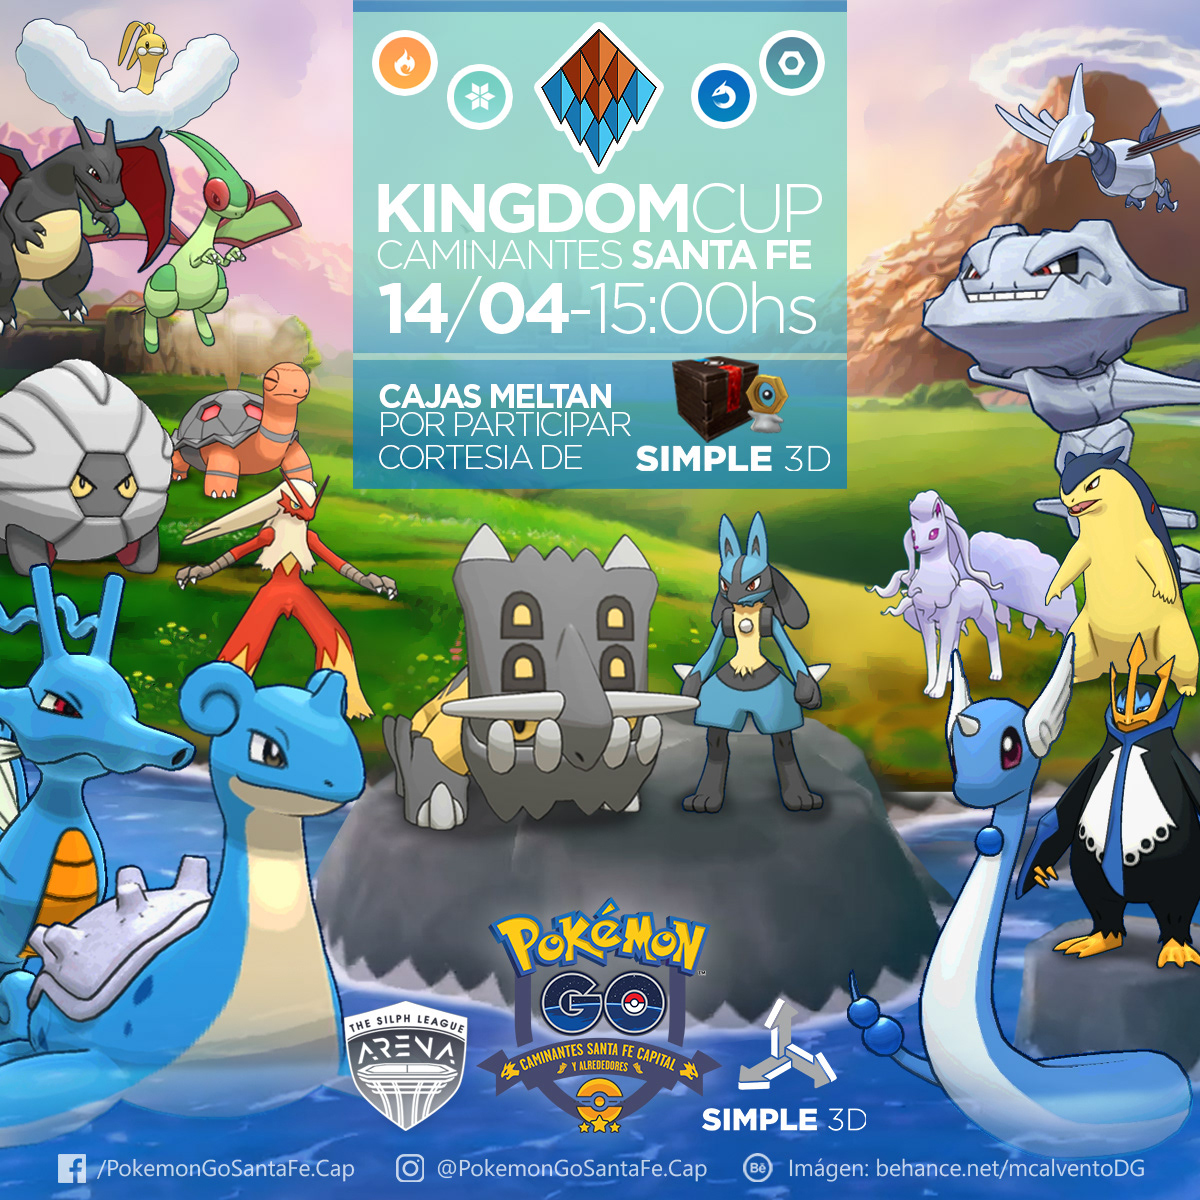 KINGDOMCUP
CAMINANTES SANTA FE
14/04-15:00hs
CAJAS MELTAN
POR PARTICIPAR
CORTESIA DE SIMPLE 3D
POKéMON
TM
GO
CAMINANTES SANTA FE CAPITAL
Y ALREDEDORES
THE SILPH LEAGUE
ARENA
SIMPLE 3D
/PokemonGoSantaFe.Cap @PokemonGoSantaFe.Cap Bē Imágen: behance.net/mcalventoDG